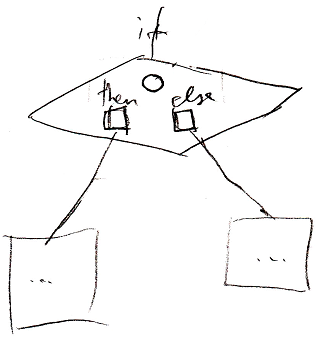 if
then else
... ...